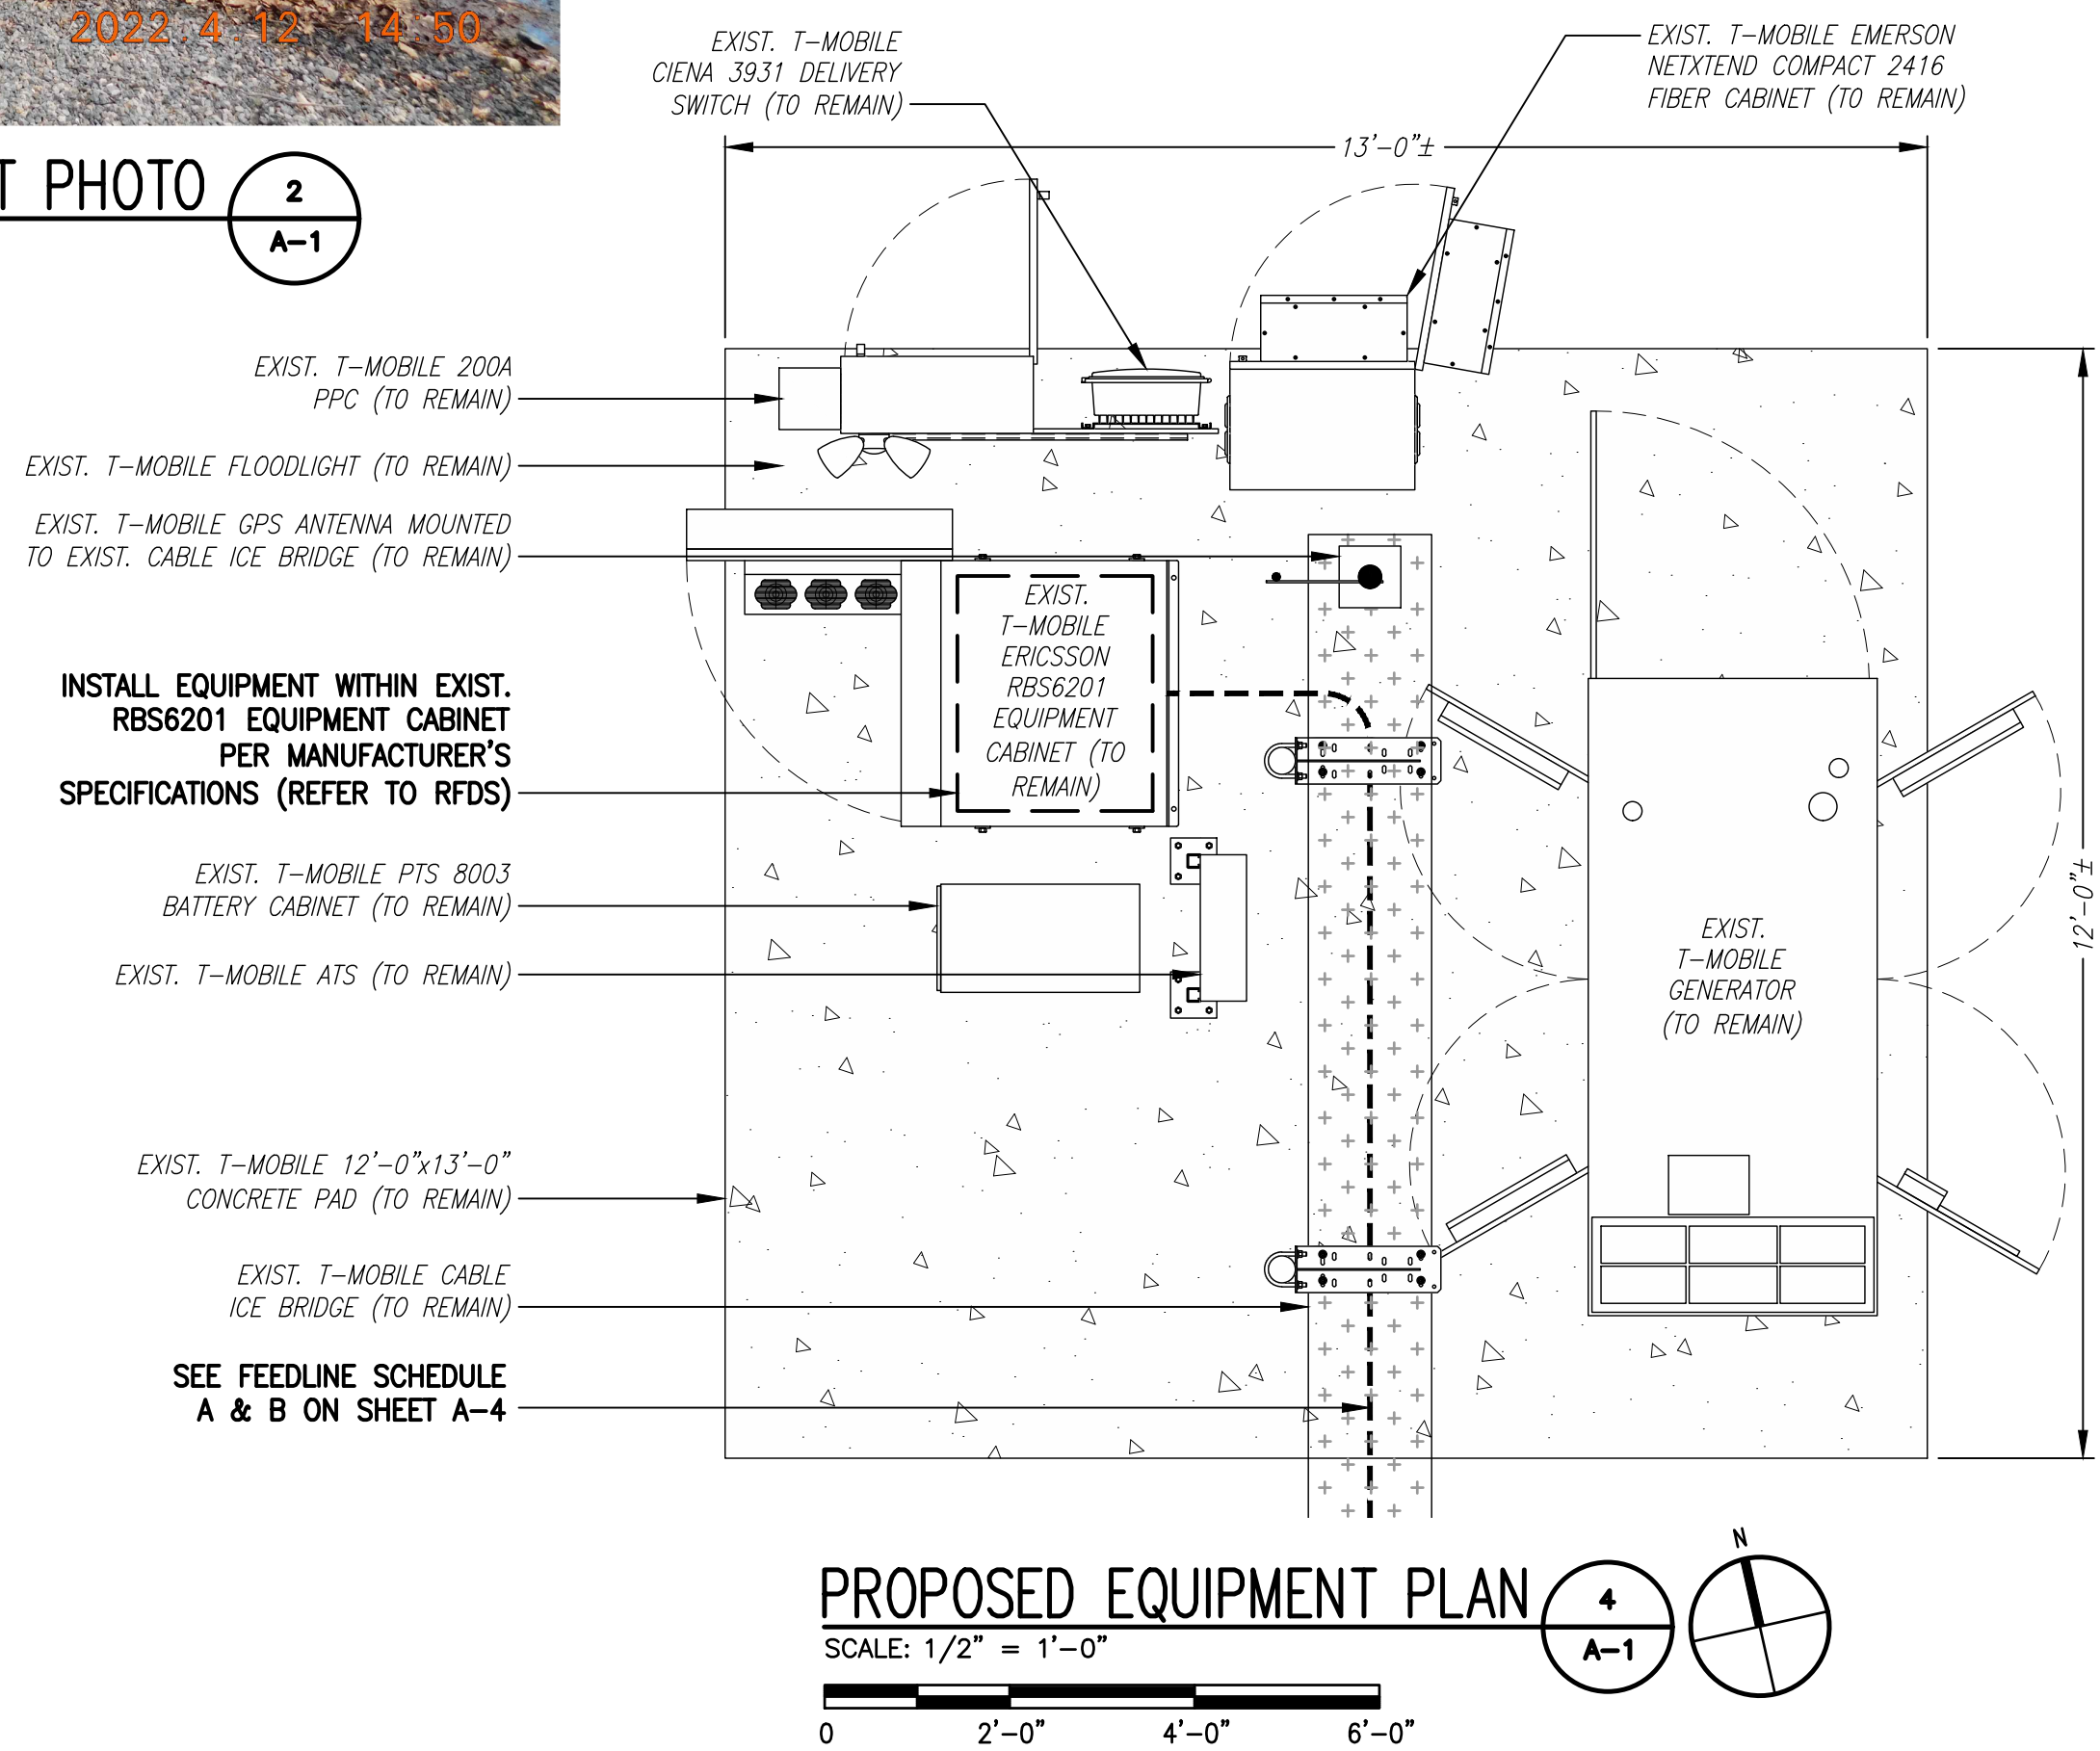 2022. 4. 12 14:50
T PHOTO
2
A-1
EXIST. T-MOBILE
CIENA 3931 DELIVERY
SWITCH (TO REMAIN)
EXIST. T-MOBILE EMERSON
NETXTEND COMPACT 2416
FIBER CABINET (TO REMAIN)
13'-0"±
EXIST. T-MOBILE 200A
PPC (TO REMAIN)
EXIST. T-MOBILE FLOODLIGHT (TO REMAIN)
EXIST. T-MOBILE GPS ANTENNA MOUNTED
TO EXIST. CABLE ICE BRIDGE (TO REMAIN)
EXIST.
T-MOBILE
ERICSSON
RBS6201
EQUIPMENT
CABINET (TO
REMAIN)
INSTALL EQUIPMENT WITHIN EXIST.
RBS6201 EQUIPMENT CABINET
PER MANUFACTURER'S
SPECIFICATIONS (REFER TO RFDS)
EXIST. T-MOBILE PTS 8003
BATTERY CABINET (TO REMAIN)
EXIST. T-MOBILE ATS (TO REMAIN)
EXIST.
T-MOBILE
GENERATOR
(TO REMAIN)
12'-0"±
EXIST. T-MOBILE 12'-0"x13'-0"
CONCRETE PAD (TO REMAIN)
EXIST. T-MOBILE CABLE
ICE BRIDGE (TO REMAIN)
SEE FEEDLINE SCHEDULE
A & B ON SHEET A-4
PROPOSED EQUIPMENT PLAN
4
A-1
N
SCALE: 1/2" = 1'-0"
0 2'-0" 4'-0" 6'-0"